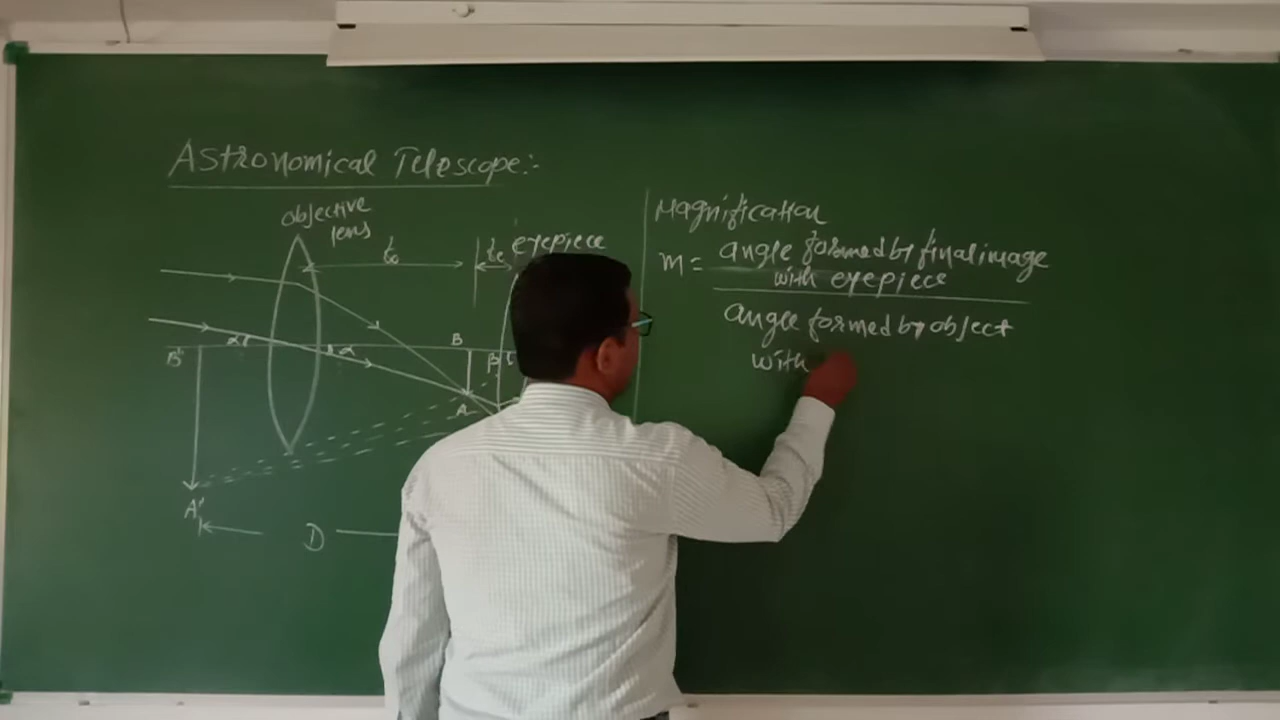 Astronomical Telescope:-
objective
lens
fo
fe
eyepiece
α
α
B
B"
A
A"
D
Magnification
m = angle formed by final image
with eyepiece
angle formed by object
with